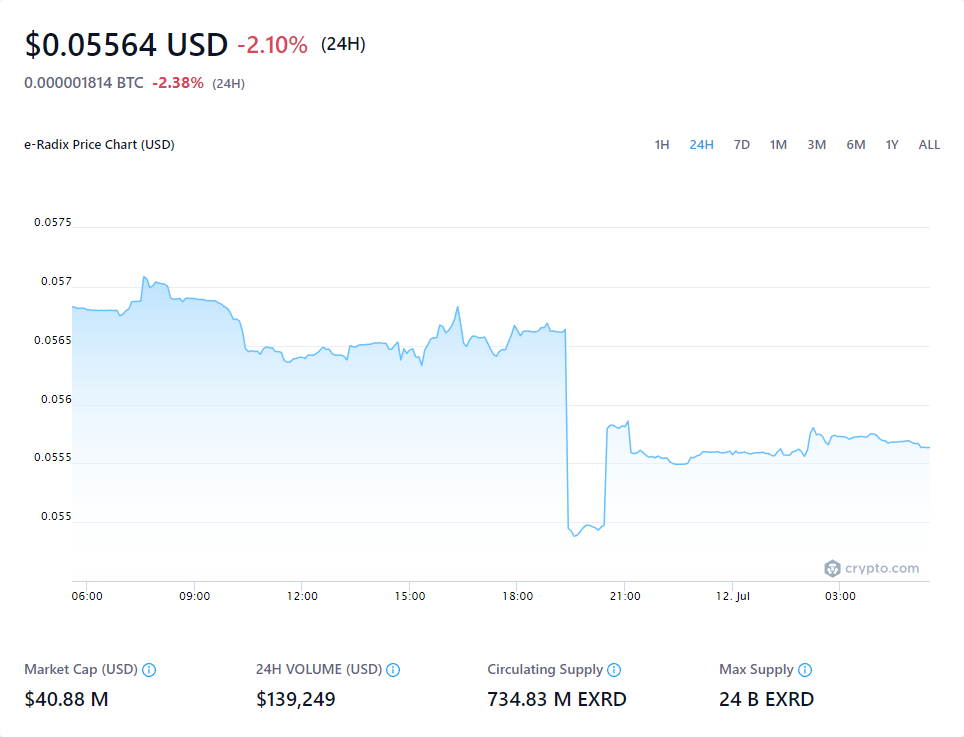 $0.05564 USD -2.10% (24H)
0.000001814 BTC -2.38% (24H)
e-Radix Price Chart (USD) 1H 24H 7D 1M 3M 6M 1Y ALL
0.0575
0.057
0.0565
0.056
0.0555
0.055
crypto.com
06:00 09:00 12:00 15:00 18:00 21:00 12. Jul 03:00
Market Cap (USD) 24H VOLUME (USD) Circulating Supply Max Supply
$40.88 M $139,249 734.83 M EXRD 24 B EXRD